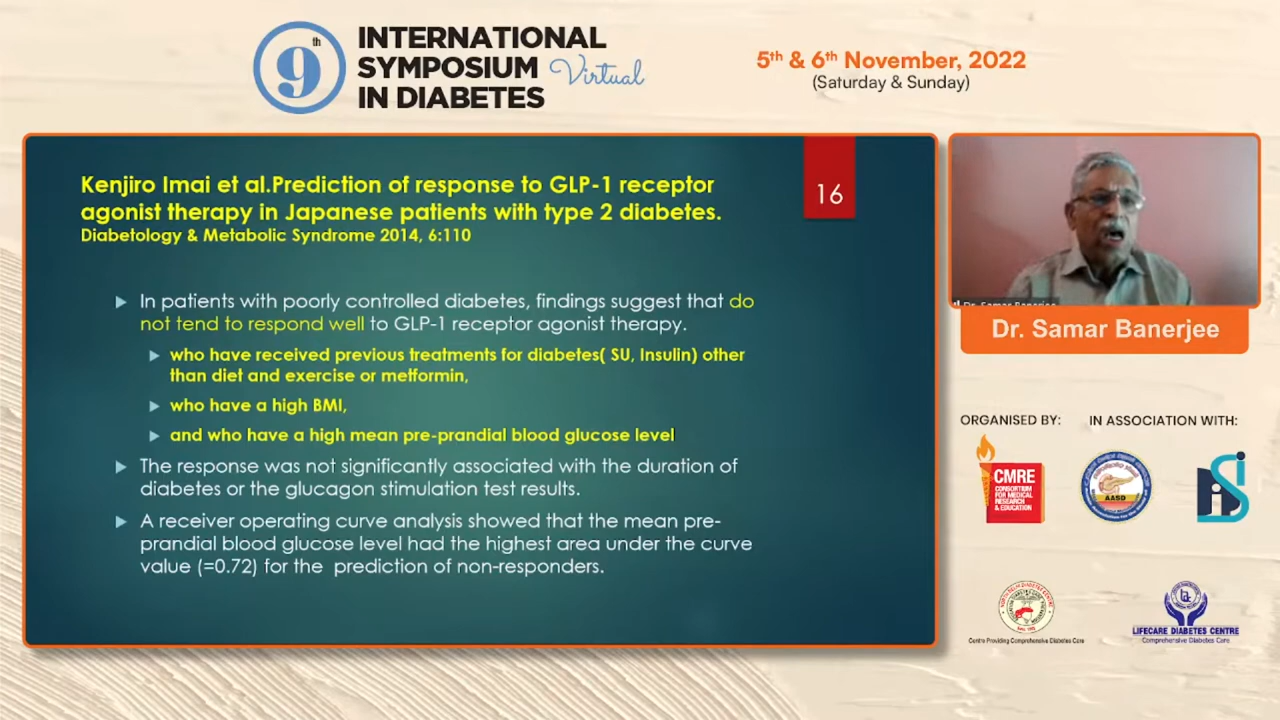 9th
INTERNATIONAL
SYMPOSIUM Virtual
IN DIABETES
5th & 6th November, 2022
(Saturday & Sunday)
16
Kenjiro Imai et al.Prediction of response to GLP-1 receptor
agonist therapy in Japanese patients with type 2 diabetes.
Diabetology & Metabolic Syndrome 2014, 6:110
In patients with poorly controlled diabetes, findings suggest that do
not tend to respond well to GLP-1 receptor agonist therapy.
who have received previous treatments for diabetes( SU, Insulin) other
than diet and exercise or metformin,
who have a high BMI,
and who have a high mean pre-prandial blood glucose level
The response was not significantly associated with the duration of
diabetes or the glucagon stimulation test results.
A receiver operating curve analysis showed that the mean pre-
prandial blood glucose level had the highest area under the curve
value (=0.72) for the prediction of non-responders.
Dr. Samar Banerjee
Dr. Samar Banerjee
ORGANISED BY:
IN ASSOCIATION WITH:
CMRE
CONSORTIUM
FOR MEDICAL
RESEARCH
& EDUCATION
AASD
Centre Providing Comprehensive Diabetes Care
LIFECARE DIABETES CENTRE
Comprehensive Diabetes Care